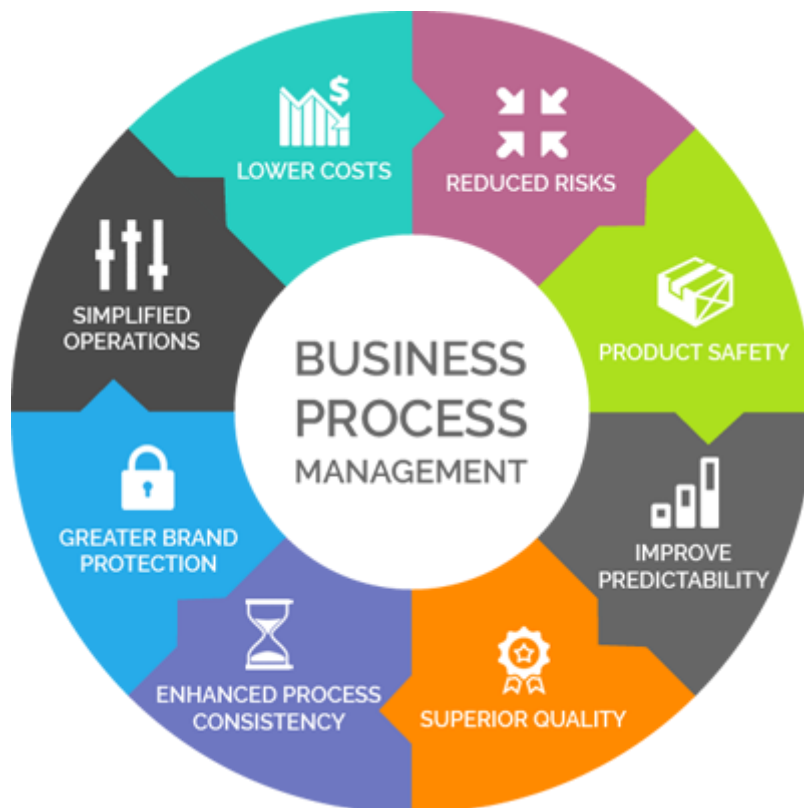 BUSINESS
PROCESS
MANAGEMENT
$
LOWER COSTS
REDUCED RISKS
PRODUCT SAFETY
IMPROVE
PREDICTABILITY
SUPERIOR QUALITY
ENHANCED PROCESS
CONSISTENCY
GREATER BRAND
PROTECTION
SIMPLIFIED
OPERATIONS